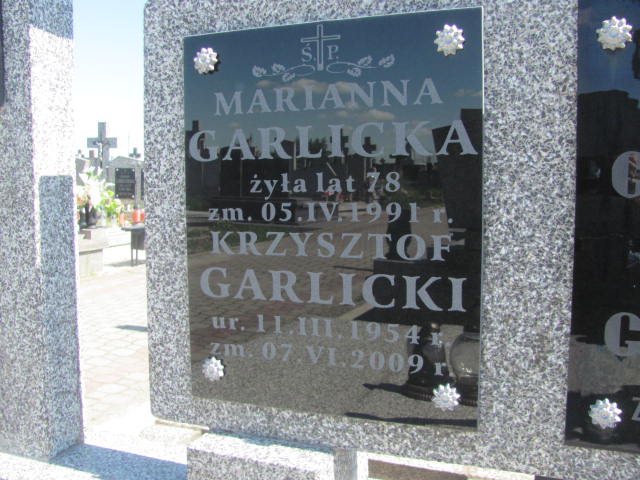 Ś.P.
MARIANNA
GARLICKA
żyła lat 78
zm. 05.IV.1991 r.
KRZYSZTOF
GARLICKI
ur. 11.III.1954 r.
zm. 07 VI.2009 r.